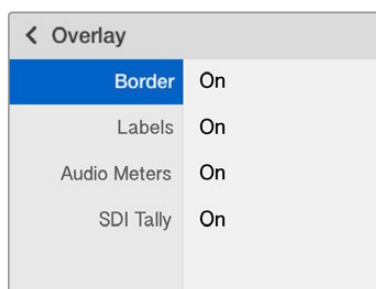 Overlay
Border On
Labels On
Audio Meters On
SDI Tally On